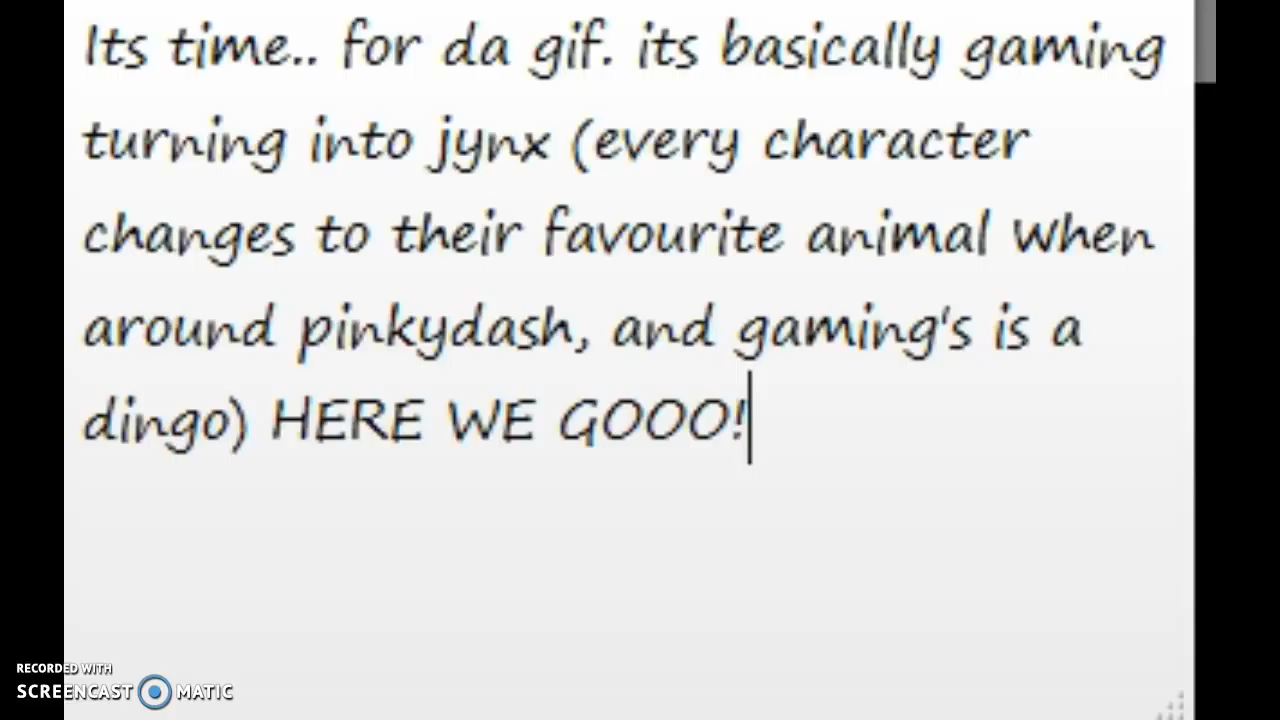 Its time.. for da gif. its basically gaming
turning into jynx (every character
changes to their favourite animal when
around pinkydash, and gaming's is a
dingo) HERE WE GOOO!
RECORDED WITH
SCREENCAST MATIC